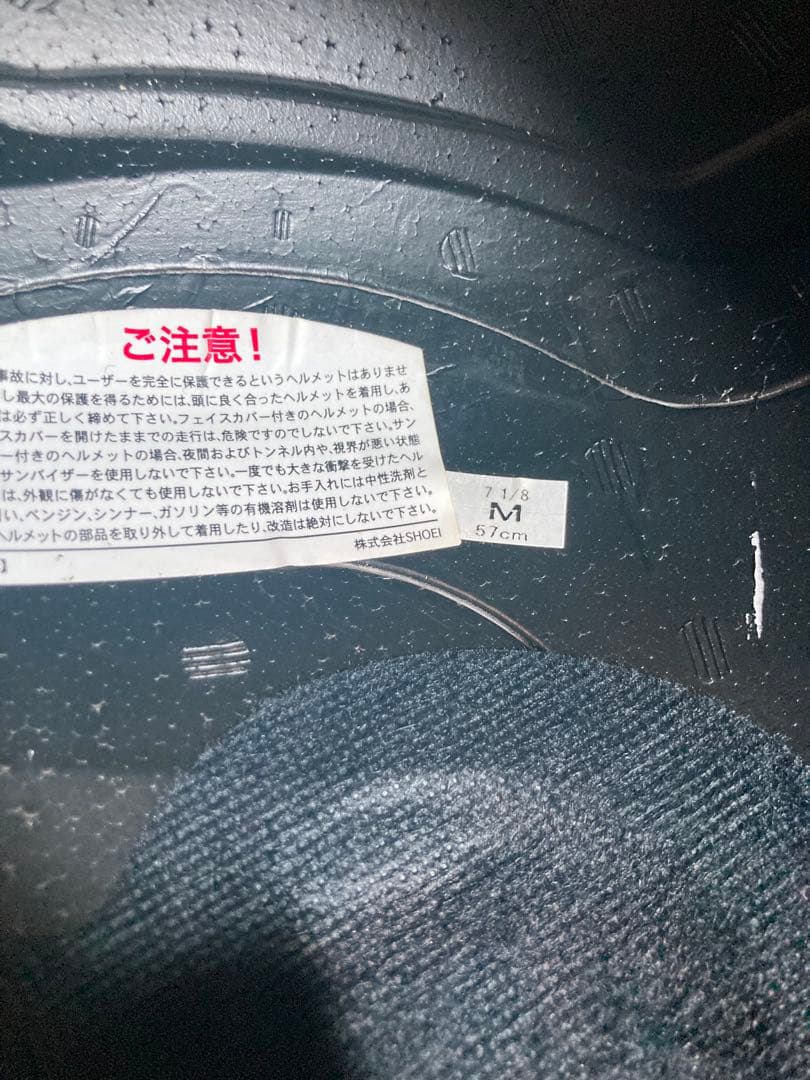 ご注意！
事故に対し、ユーザーを完全に保護できるというヘルメットはありませ
し最大の保護を得るためには、頭に良く合ったヘルメットを着用し、あ
は必ず正しく締めて下さい。フェイスカバー付きのヘルメットの場合、
スカバーを開けたままでの走行は、危険ですのでしないで下さい。サン
ー付きのヘルメットの場合、夜間およびトンネル内や、視界が悪い状態
サンバイザーを使用しないで下さい。一度でも大きな衝撃を受けたヘル
は、外観に傷がなくても使用しないで下さい。お手入れには中性洗剤と
い、ベンジン、シンナー、ガソリン等の有機溶剤は使用しないで下さい。
ヘルメットの部品を取り外して着用したり、改造は絶対にしないで下さい。
株式会社SHOEI
】
7 1/8
M
57cm